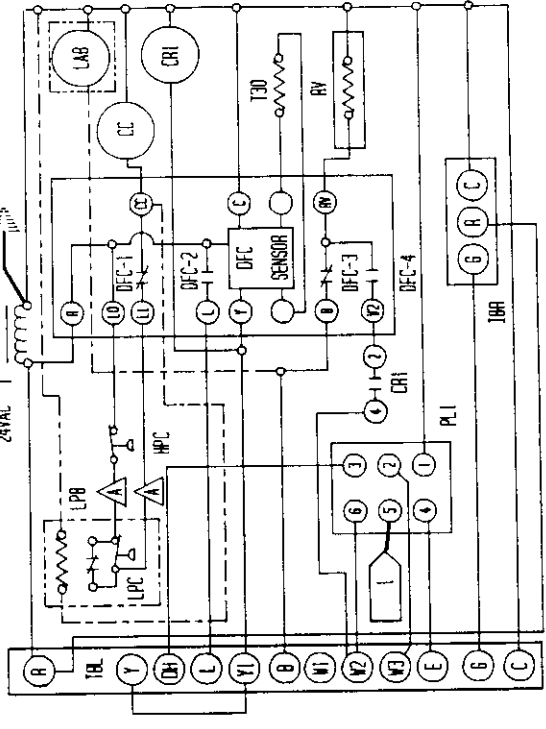 24VAC
LAB
CC
CR1
T30
RV
R
LO
L1
CC
DFC-1
DFC-2
L
Y
C
DFC
SENSOR
B
W2
RV
DFC-3
DFC-4
2
4
CR1
LPB
LPC
HPC
A
A
G
R
C
TBR
PL1
6
3
5
2
4
1
1
TBL
R
Y
DH
L
Y1
B
W1
W2
W3
E
G
C